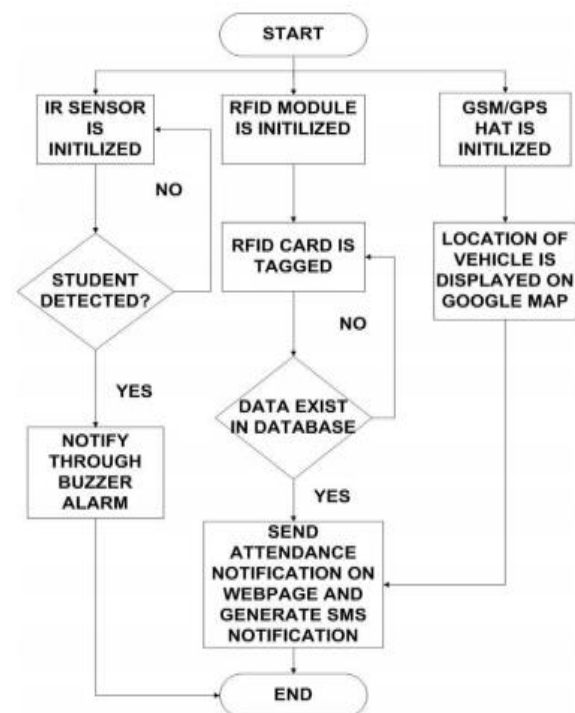 START
IR SENSOR
IS
INITILIZED
RFID MODULE
IS INITILIZED
GSM/GPS
HAT IS
INITILIZED
NO
RFID CARD IS
TAGGED
LOCATION OF
VEHICLE IS
DISPLAYED ON
GOOGLE MAP
STUDENT
DETECTED?
NO
YES
DATA EXIST
IN DATABASE
NOTIFY
THROUGH
BUZZER
ALARM
YES
SEND
ATTENDANCE
NOTIFICATION ON
WEBPAGE AND
GENERATE SMS
NOTIFICATION
END